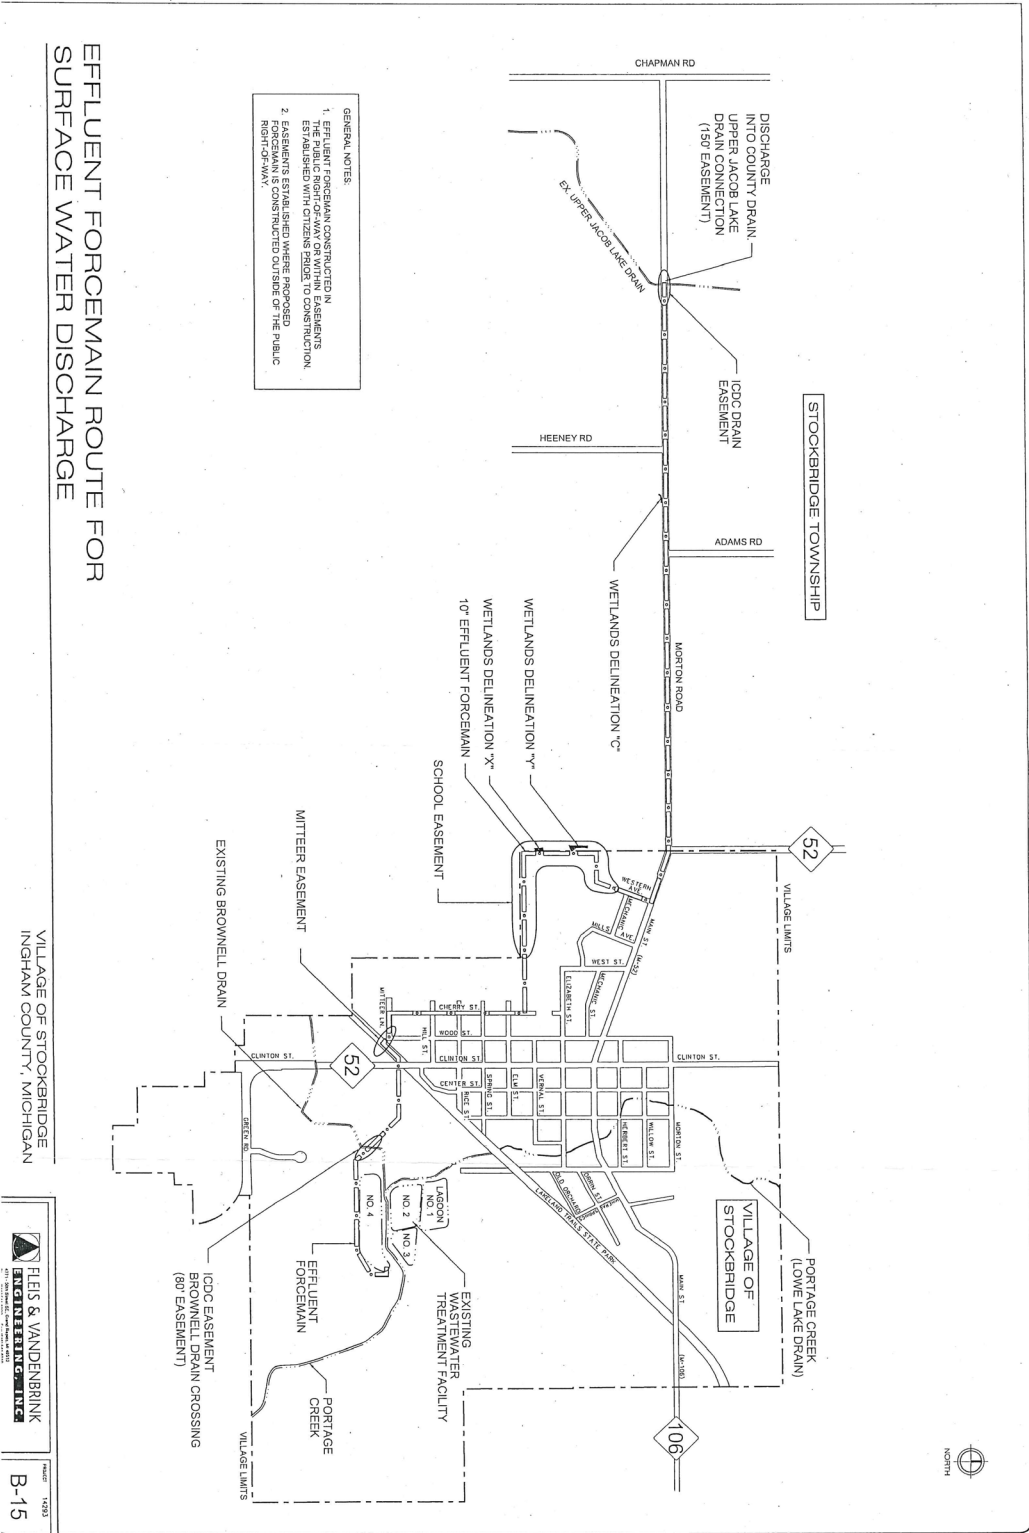 CHAPMAN RD
DISCHARGE
INTO COUNTY DRAIN.
UPPER JACOB LAKE
DRAIN CONNECTION
(150' EASEMENT)
EX. UPPER JACOB LAKE DRAIN
GENERAL NOTES:
1. EFFLUENT FORCEMAIN CONSTRUCTED IN
THE PUBLIC RIGHT-OF-WAY OR WITHIN EASEMENTS
ESTABLISHED WITH CITIZENS PRIOR TO CONSTRUCTION.
2. EASEMENTS ESTABLISHED WHERE PROPOSED
FORCEMAIN IS CONSTRUCTED OUTSIDE OF THE PUBLIC
RIGHT-OF-WAY.
ICDC DRAIN
EASEMENT
STOCKBRIDGE TOWNSHIP
HEENEY RD
ADAMS RD
MORTON ROAD
WETLANDS DELINEATION "C"
WETLANDS DELINEATION "Y"
WETLANDS DELINEATION "X"
10" EFFLUENT FORCEMAIN
SCHOOL EASEMENT
MITTEER EASEMENT
EXISTING BROWNELL DRAIN
52
VILLAGE LIMITS
WESTERN
AVE.
MECHANIC AVE.
MAIN ST.
(M-52)
MILLS
WEST ST.
MECHANIC ST.
ELIZABETH ST.
CHERRY ST.
MITTEER LN.
HILL ST.
WOOD ST.
CLINTON ST.
CLINTON ST.
CLINTON ST.
52
CENTER ST.
RICE ST.
SPRING ST.
ELM ST.
VERNAL ST.
HERBERT ST.
WILLOW ST.
MORTON ST.
GREEN RD
OLD ORCHARD
LAKELAND TRAILS STATE PARK
VILLAGE OF
STOCKBRIDGE
PORTAGE CREEK
(LOWE LAKE DRAIN)
MAIN ST.
(M-106)
106
LAGOON
NO. 1
NO. 2
NO. 3
NO. 4
EXISTING
WASTEWATER
TREATMENT FACILITY
EFFLUENT
FORCEMAIN
ICDC EASEMENT
BROWNELL DRAIN CROSSING
(80' EASEMENT)
PORTAGE
CREEK
VILLAGE LIMITS
NORTH
EFFLUENT FORCEMAIN ROUTE FOR
SURFACE WATER DISCHARGE
VILLAGE OF STOCKBRIDGE
INGHAM COUNTY, MICHIGAN
FLEIS & VANDENBRINK
ENGINEERING, INC.
PROJECT 14293
B-15